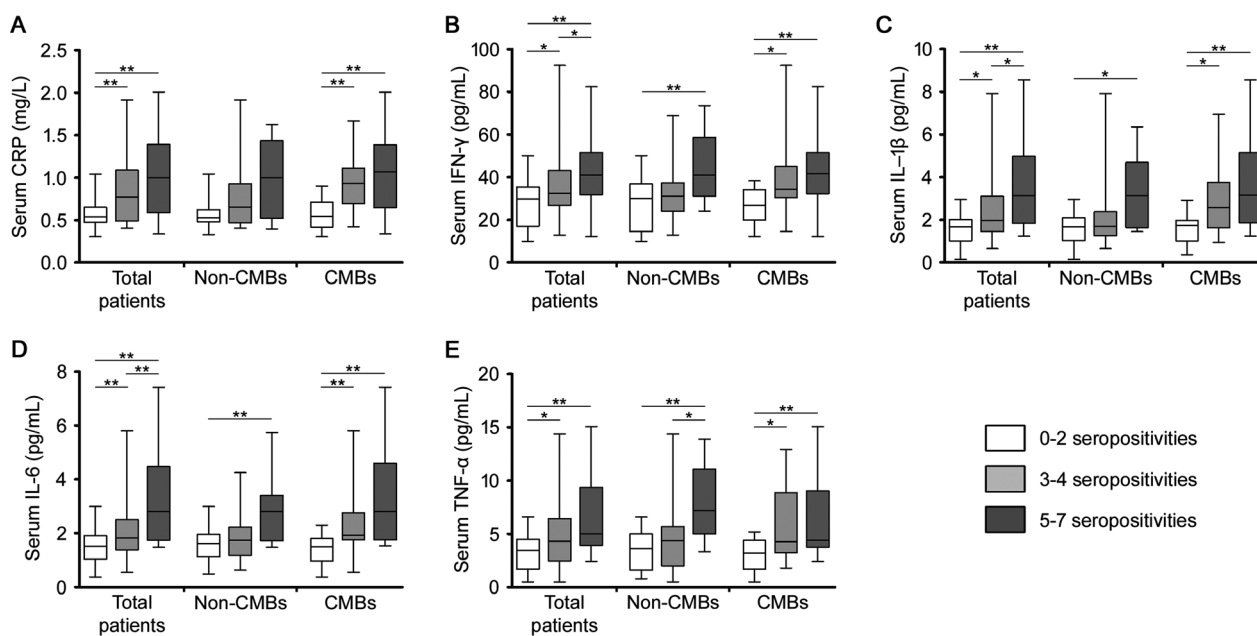 A
Serum CRP (mg/L)
2.5
2.0
1.5
1.0
0.5
0.0
**
**
**
**
Total patients
Non-CMBs
CMBs
B
Serum IFN-γ (pg/mL)
100
80
60
40
20
0
**
*
*
**
**
*
Total patients
Non-CMBs
CMBs
C
Serum IL–1β (pg/mL)
10
8
6
4
2
0
**
*
*
*
**
*
Total patients
Non-CMBs
CMBs
D
Serum IL-6 (pg/mL)
8
6
4
2
0
**
**
**
**
**
**
Total patients
Non-CMBs
CMBs
E
Serum TNF-α (pg/mL)
20
15
10
5
0
**
*
**
*
**
*
Total patients
Non-CMBs
CMBs
0-2 seropositivities
3-4 seropositivities
5-7 seropositivities